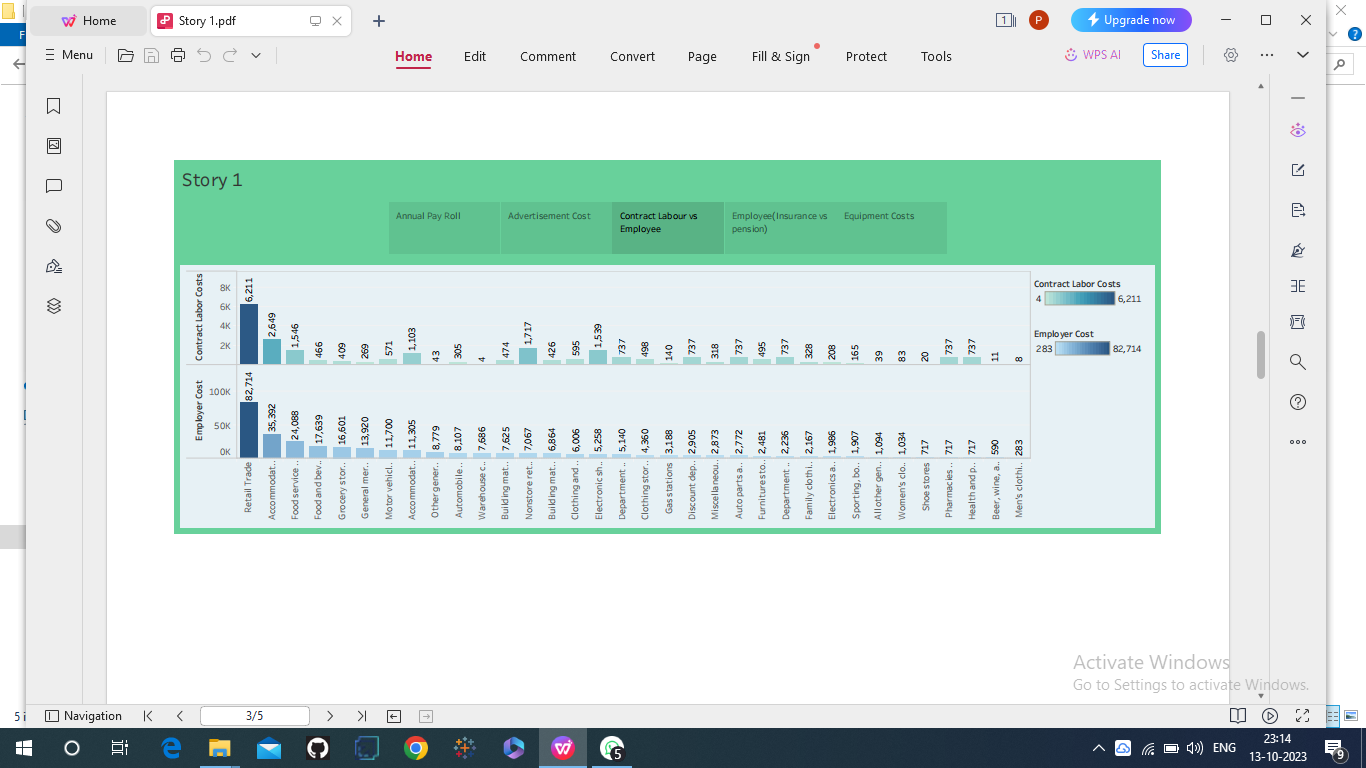 Home
Story 1.pdf
1
P
Upgrade now
Menu
Home
Edit
Comment
Convert
Page
Fill & Sign
Protect
Tools
WPS AI
Share
Story 1
Annual Pay Roll
Advertisement Cost
Contract Labour vs
Employee
Employee(Insurance vs
pension)
Equipment Costs
Contract Labor Costs
8K
6K
4K
2K
6,211
2,649
1,546
466
409
269
571
1,103
43
305
4
474
1,717
426
595
1,539
737
498
140
737
318
737
495
737
328
208
165
39
83
20
737
737
11
8
Employer Cost
100K
50K
0K
82,714
35,392
24,088
17,639
16,601
13,920
11,700
11,305
8,779
8,107
7,686
7,625
7,067
6,864
6,006
5,258
5,140
4,360
3,188
2,905
2,873
2,772
2,481
2,236
2,167
1,986
1,907
1,094
1,034
717
717
717
590
283
Retail Trade
Accommodat..
Food service..
Food and bev..
Grocery stor..
General mer..
Motor vehicl..
Accommodat..
Other gener..
Automobile ..
Warehouse c..
Building mat..
Nonstore ret..
Building mat..
Clothing and..
Electronic sh..
Department ..
Clothing stor..
Gas stations
Discount dep..
Miscellaneou..
Auto parts a..
Furniture sto..
Department ..
Family clothi..
Electronics a..
Sporting, bo..
All other gen..
Women's clo..
Shoe stores
Pharmacies ..
Health and p..
Beer, wine, a..
Men's clothi..
Contract Labor Costs
4
6,211
Employer Cost
283
82,714
Activate Windows
Go to Settings to activate Windows.
Navigation
3/5
5
ENG
23:14
13-10-2023
9